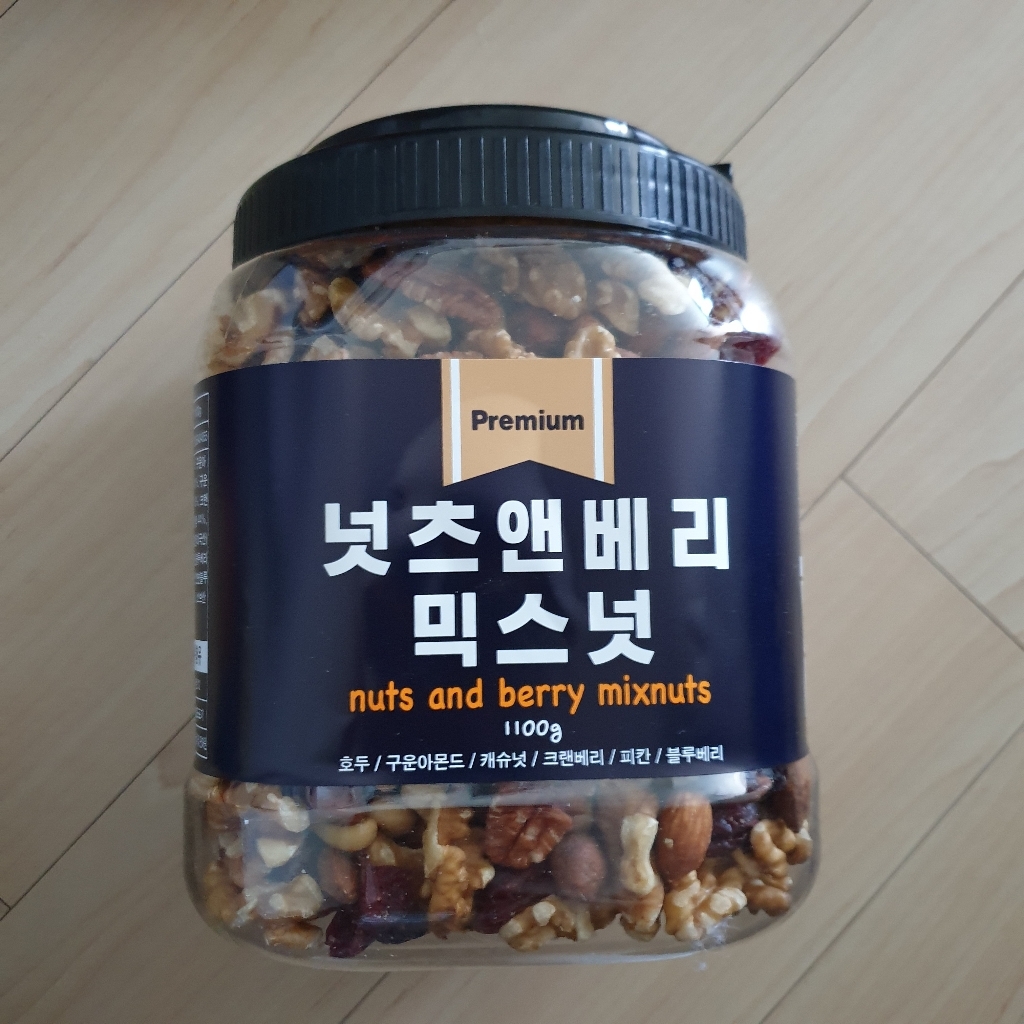 Premium
넛츠앤베리
믹스넛
nuts and berry mixnuts
1100g
호두 / 구운아몬드 / 캐슈넛 / 크랜베리 / 피칸 / 블루베리